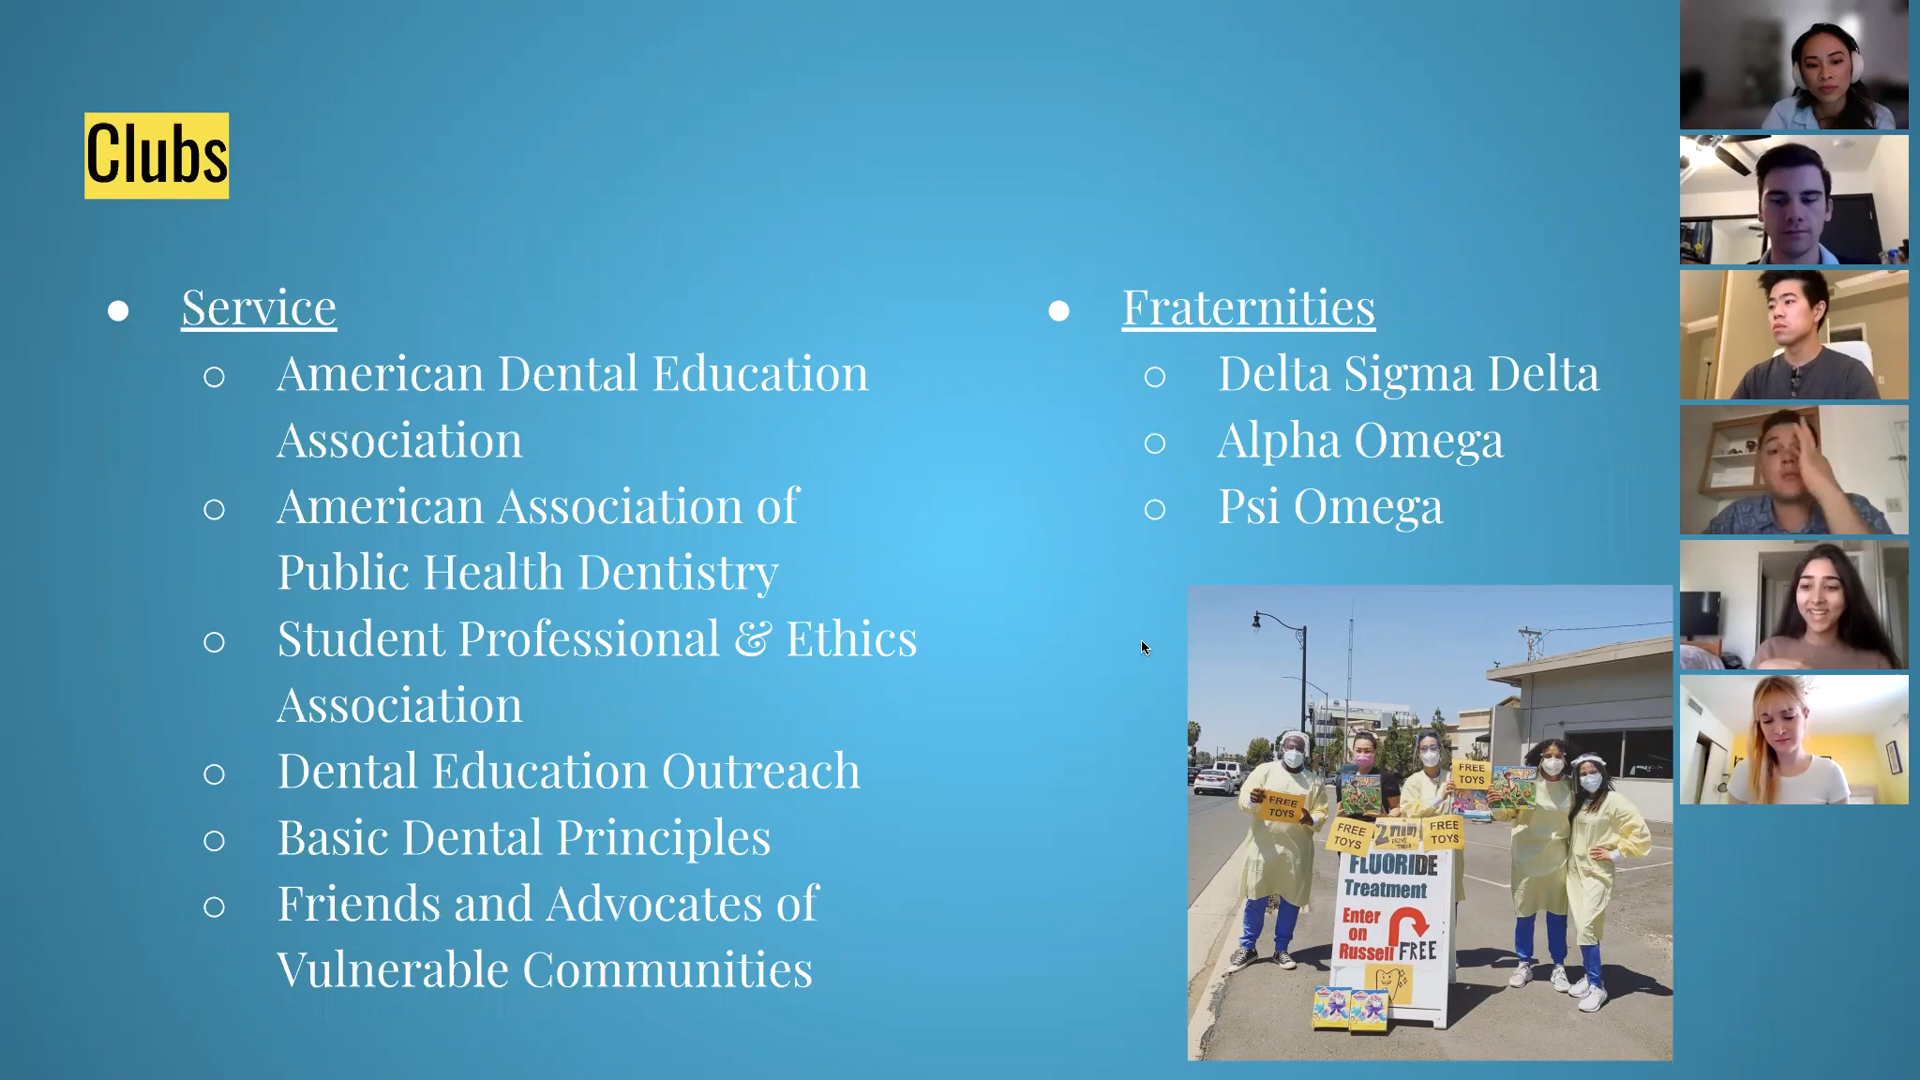 Clubs
Service
American Dental Education
Association
American Association of
Public Health Dentistry
Student Professional & Ethics
Association
Dental Education Outreach
Basic Dental Principles
Friends and Advocates of
Vulnerable Communities
Fraternities
Delta Sigma Delta
Alpha Omega
Psi Omega
FREE
TOYS
FREE
TOYS
FREE
TOYS
FREE
TOYS
FLUORIDE
Treatment
Enter
on
Russell FREE